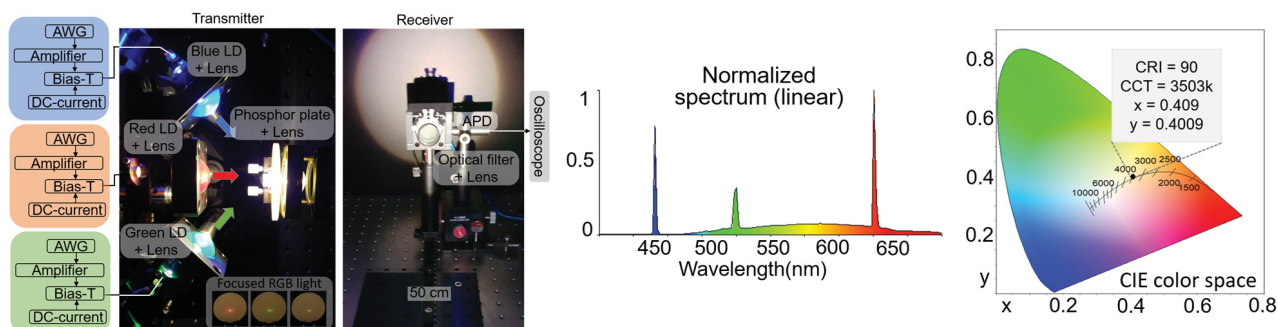 Transmitter
Receiver
AWG
Amplifier
Bias-T
DC-current
AWG
Amplifier
Bias-T
DC-current
AWG
Amplifier
Bias-T
DC-current
Blue LD
+ Lens
Red LD
+ Lens
Phosphor plate
+ Lens
Green LD
+ Lens
Focused RGB light
APD
Optical filter
+ Lens
50 cm
Oscilloscope
Normalized
spectrum (linear)
1
0.5
0
450
500
550
600
650
Wavelength(nm)
0.8
0.6
0.4
0.2
y
x
0.2
0.4
0.6
0.8
CRI = 90
CCT = 3503k
x = 0.409
y = 0.4009
10000
6000
4000
3000
2500
2000
1500
CIE color space